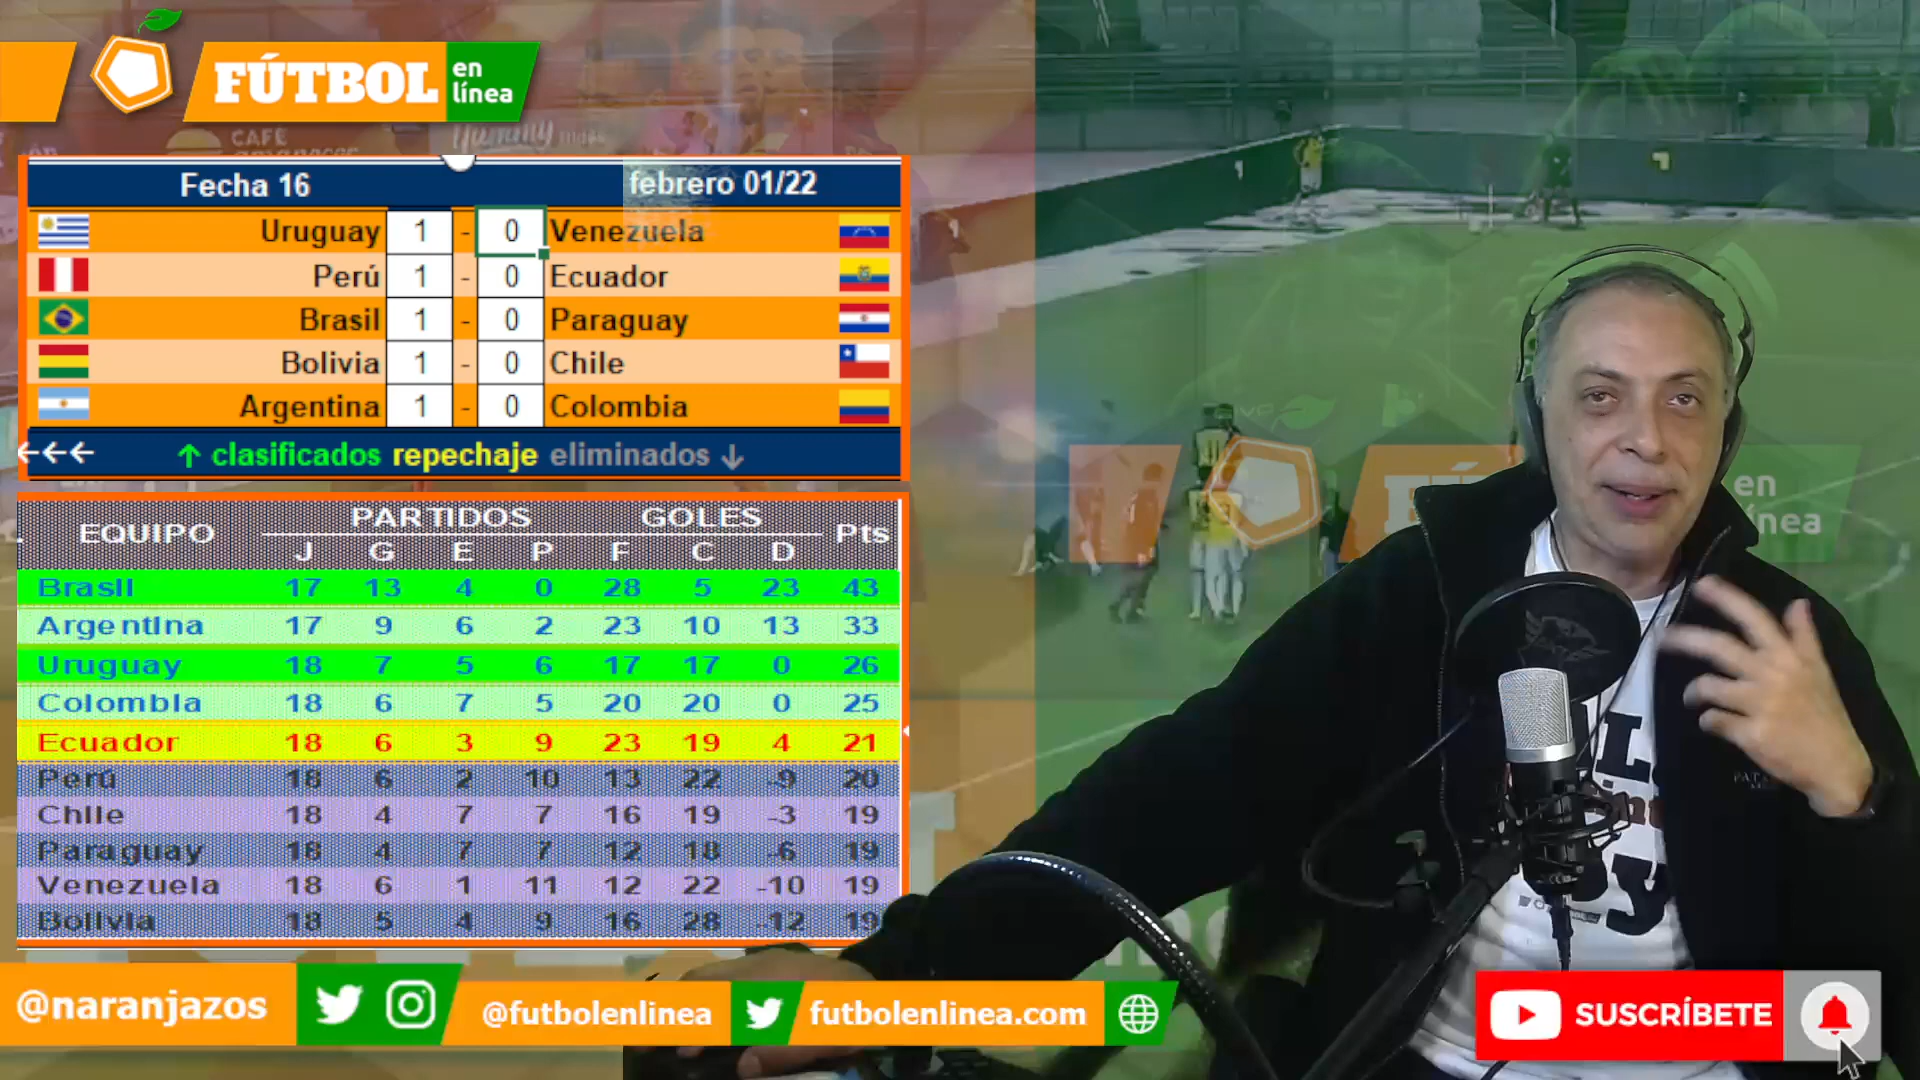 FÚTBOL en línea
CAFÉ
amanecer
Yummy rides
Fecha 16 febrero 01/22
Uruguay 1 - 0 Venezuela
Perú 1 - 0 Ecuador
Brasil 1 - 0 Paraguay
Bolivia 1 - 0 Chile
Argentina 1 - 0 Colombia
←←← ↑ clasificados repechaje eliminados ↓
EQUIPO PARTIDOS GOLES Pts
J G E P F C D
Brasil 17 13 4 0 28 5 23 43
Argentina 17 9 6 2 23 10 13 33
Uruguay 18 7 5 6 17 17 0 26
Colombia 18 6 7 5 20 20 0 25
Ecuador 18 6 3 9 23 19 4 21
Perú 18 6 2 10 13 22 -9 20
Chile 18 4 7 7 16 19 -3 19
Paraguay 18 4 7 7 12 18 -6 19
Venezuela 18 6 1 11 12 22 -10 19
Bolivia 18 5 4 9 16 28 -12 19
en
línea
@naranjazos
@futbolenlinea
futbolenlinea.com
SUSCRÍBETE